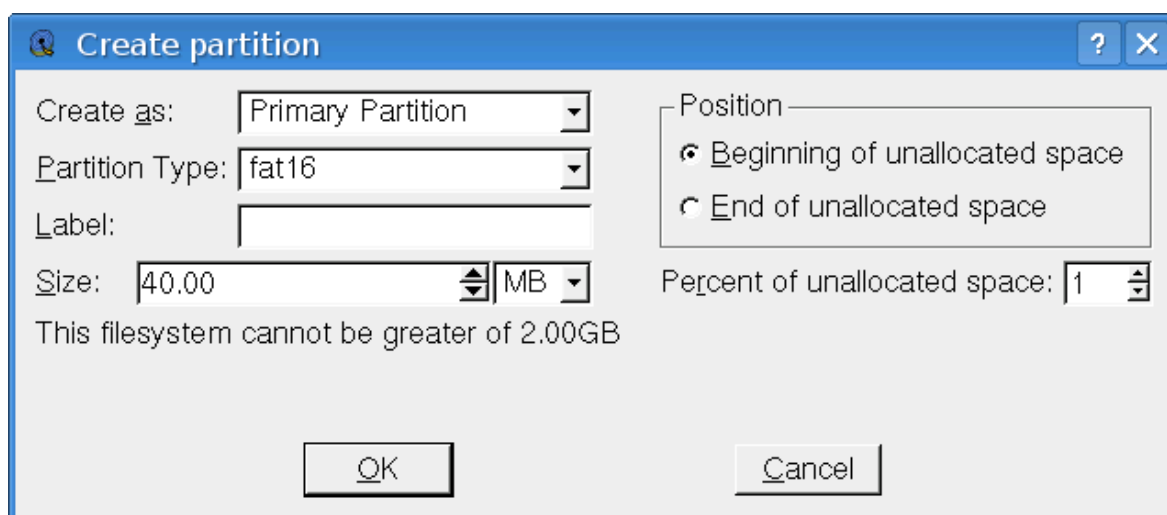 Create partition
?
Create as: Primary Partition
Partition Type: fat16
Label:
Size: 40.00 MB
This filesystem cannot be greater of 2.00GB
Position
Beginning of unallocated space
End of unallocated space
Percent of unallocated space: 1
OK
Cancel